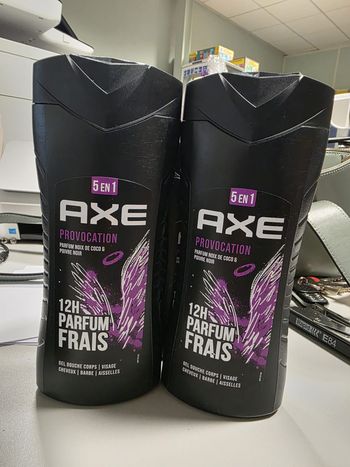 5 EN 1
AXE
PROVOCATION
PARFUM NOIX DE COCO &
POIVRE NOIR
12H
PARFUM
FRAIS
GEL DOUCHE CORPS | VISAGE
CHEVEUX | BARBE | AISSELLES
5 EN 1
AXE
PROVOCATION
PARFUM NOIX DE COCO &
POIVRE NOIR
12H
PARFUM
FRAIS
GEL DOUCHE CORPS | VISAGE
CHEVEUX | BARBE | AISSELLES